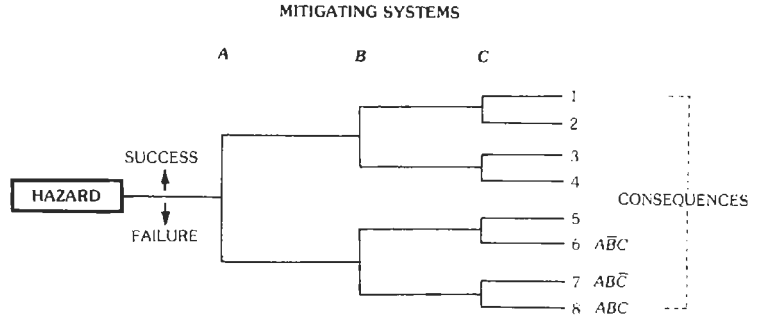 MITIGATING SYSTEMS
A B C
SUCCESS
HAZARD
FAILURE
1
2
3
4
5
6 AB̅C
7 ABC̅
8 ABC
CONSEQUENCES